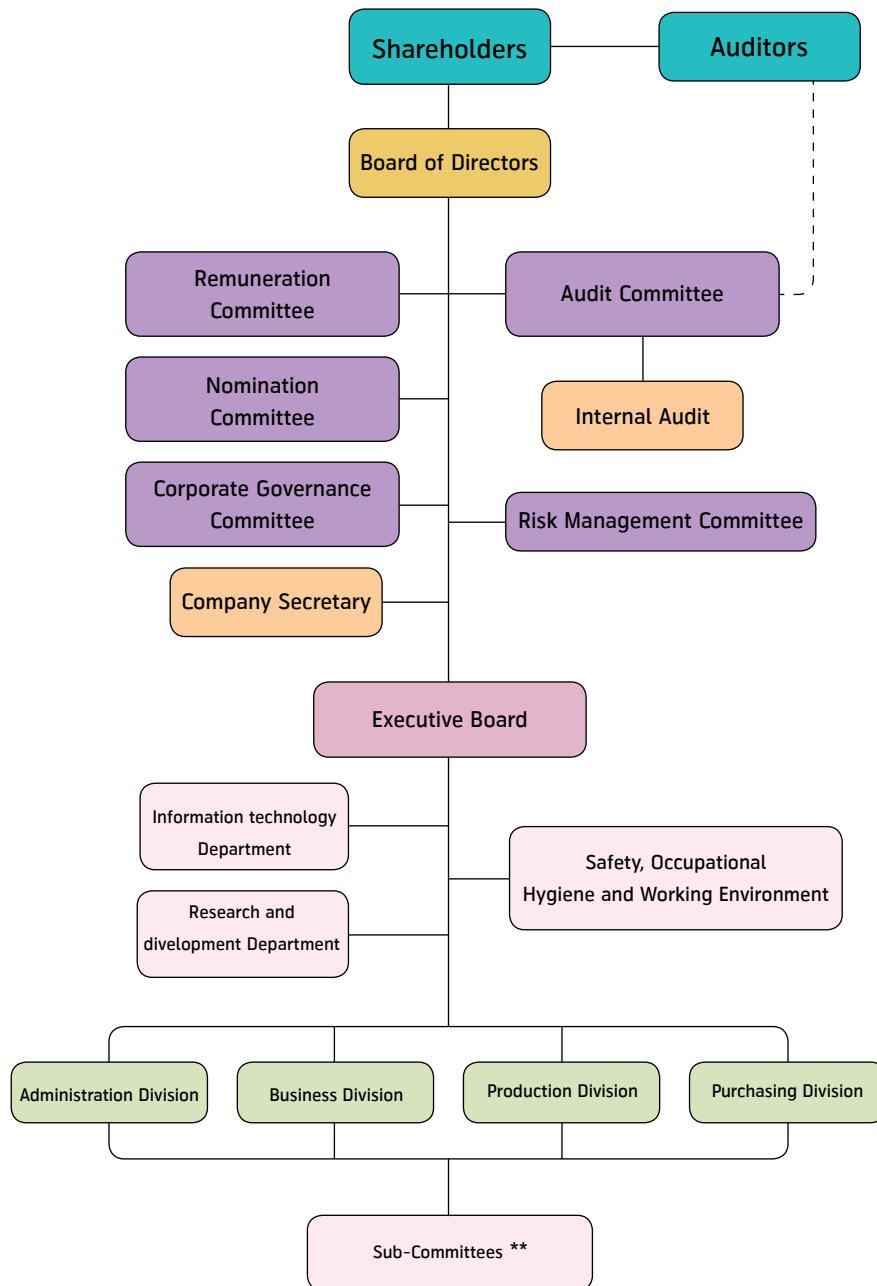 Shareholders
Auditors
Board of Directors
Remuneration
Committee
Audit Committee
Nomination
Committee
Internal Audit
Corporate Governance
Committee
Risk Management Committee
Company Secretary
Executive Board
Information technology
Department
Safety, Occupational
Hygiene and Working Environment
Research and
divelopment Department
Administration Division
Business Division
Production Division
Purchasing Division
Sub-Committees **